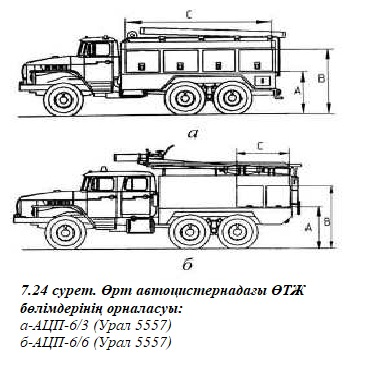 C
B
A
а
C
A
B
б
7.24 сурет. Өрт автоцистернадағы ӨТЖ
бөлімдерінің орналасуы:
а-АЦП-6/3 (Урал 5557)
б-АЦП-6/6 (Урал 5557)